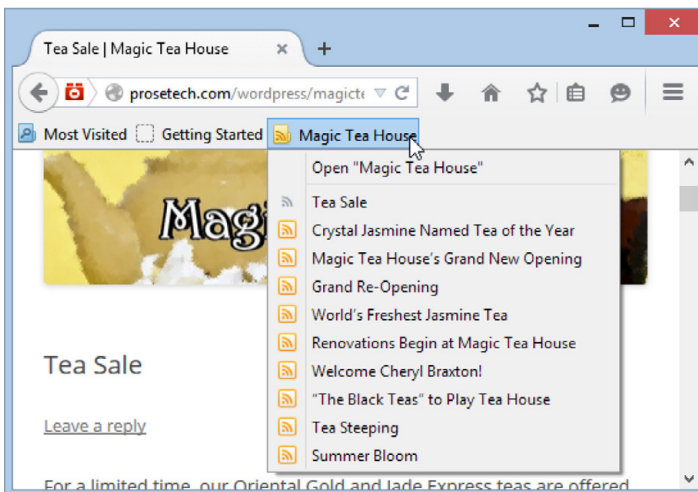 Tea Sale | Magic Tea House
prosetech.com/wordpress/magicte
Most Visited Getting Started Magic Tea House
Open "Magic Tea House"
Tea Sale
Crystal Jasmine Named Tea of the Year
Magic Tea House's Grand New Opening
Grand Re-Opening
World's Freshest Jasmine Tea
Renovations Begin at Magic Tea House
Welcome Cheryl Braxton!
"The Black Teas" to Play Tea House
Tea Steeping
Summer Bloom
Magi
Tea Sale
Leave a reply
For a limited time, our Oriental Gold and Jade Express teas are offered